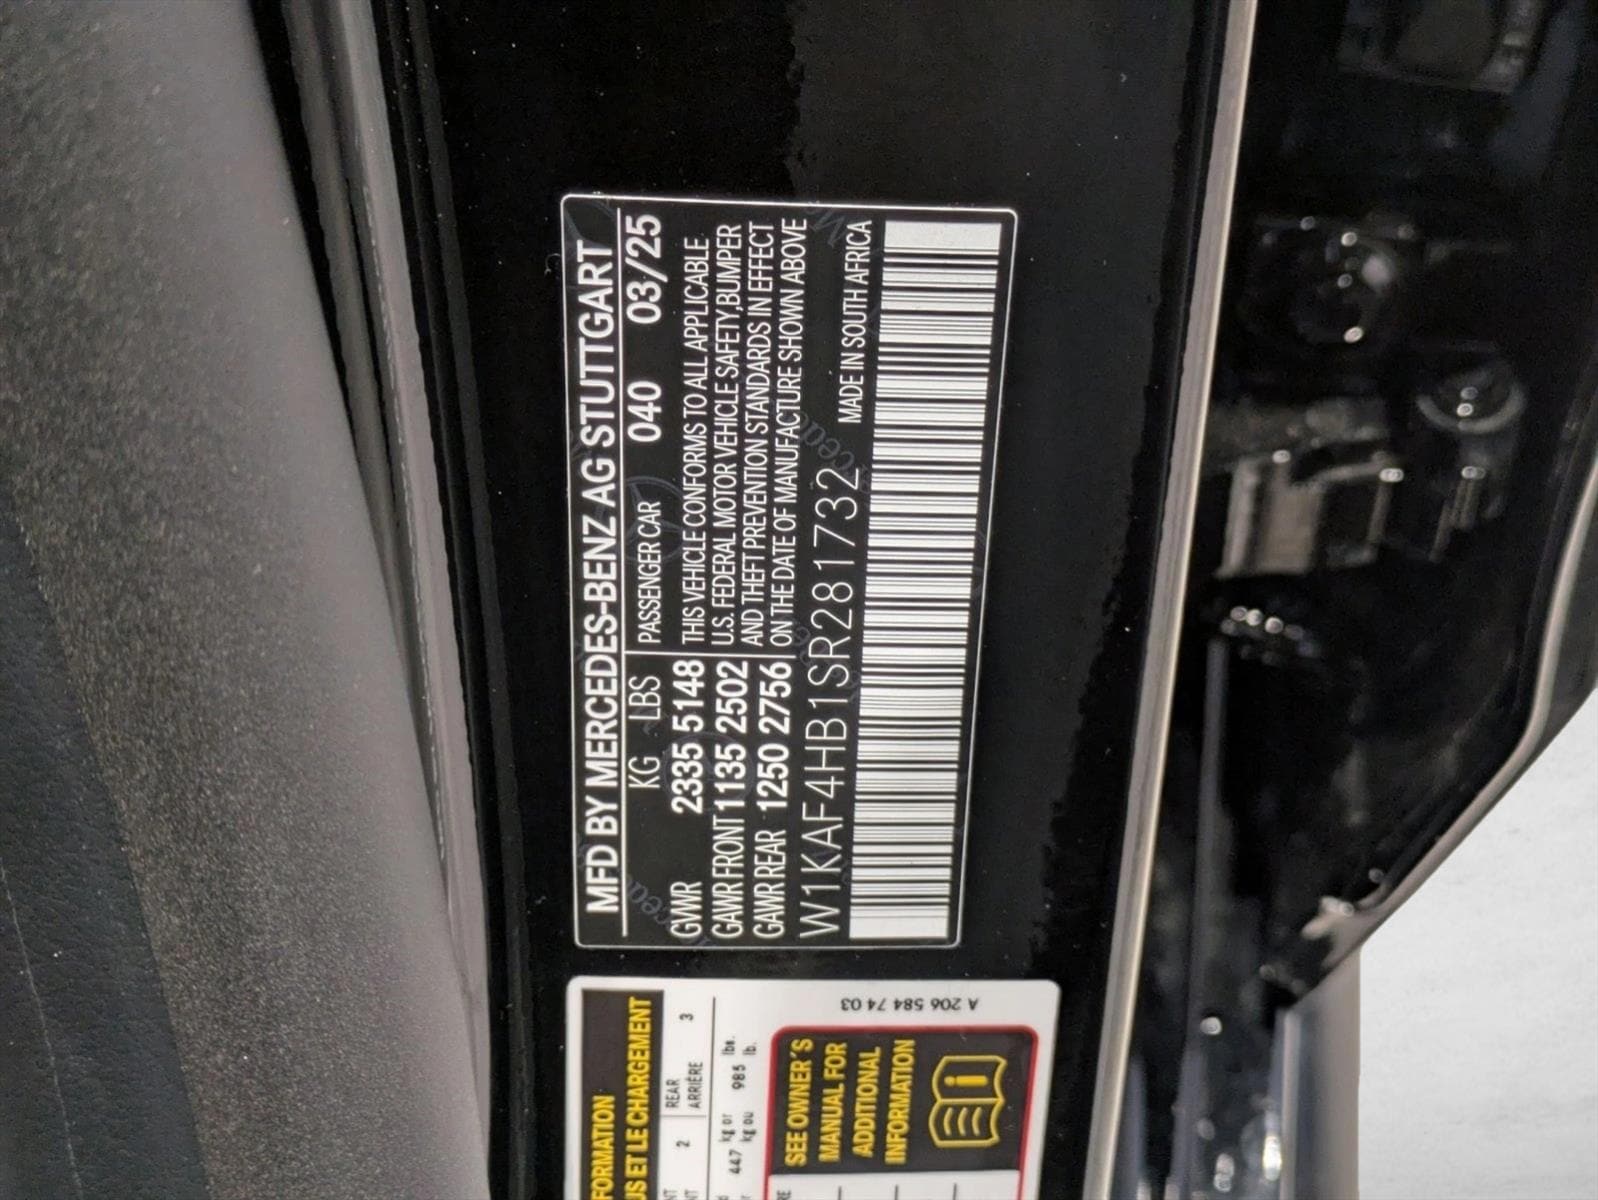 MFD BY MERCEDES-BENZ AG STUTTGART
KG LBS PASSENGER CAR 040 03/25
GVWR 2335 5148
GAWR FRONT 1135 2502
GAWR REAR 1250 2756
THIS VEHICLE CONFORMS TO ALL APPLICABLE
U.S. FEDERAL MOTOR VEHICLE SAFETY,BUMPER
AND THEFT PREVENTION STANDARDS IN EFFECT
ON THE DATE OF MANUFACTURE SHOWN ABOVE
W1KAF4HB1SR281732
MADE IN SOUTH AFRICA
US ET LE CHARGEMENT
2 REAR 3
ARRIÈRE
447 kg or 985 lbs.
kg ou lb.
SEE OWNER´S
MANUAL FOR
ADDITIONAL
INFORMATION
A 206 584 74 03